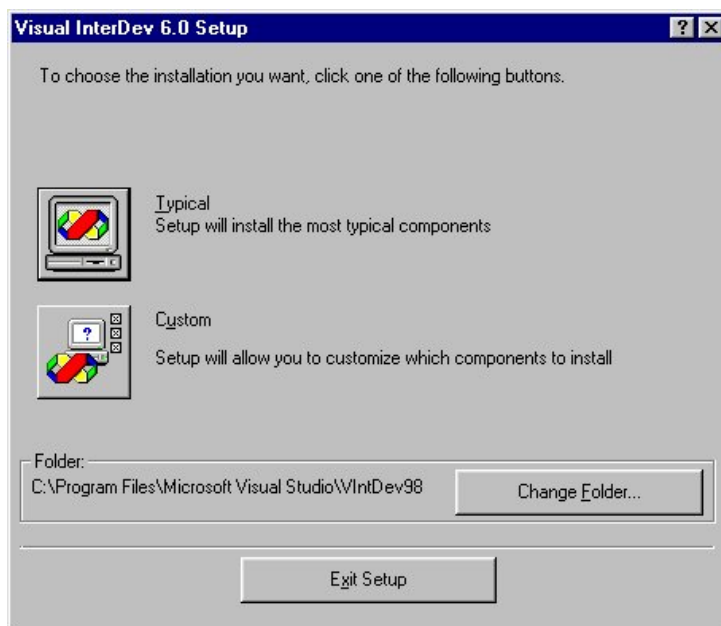 Visual InterDev 6.0 Setup
To choose the installation you want, click one of the following buttons.
Typical
Setup will install the most typical components
?
Custom
Setup will allow you to customize which components to install
Folder:
C:\Program Files\Microsoft Visual Studio\VIntDev98
Change Folder...
Exit Setup